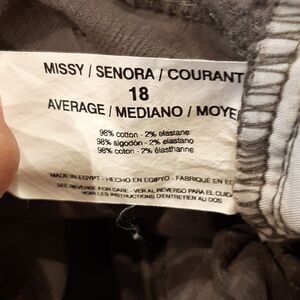 MISSY / SENORA / COURANT
18
AVERAGE / MEDIANO / MOYE
98% cotton - 2% elastane
98% algodón - 2% elastano
98% coton - 2% élasthanne
MADE IN EGYPT - HECHO EN EGIPTO - FABRIQUÉ EN EG
SEE REVERSE FOR CARE - VER AL REVERSO PARA EL CUIDA
VOIR LES INSTRUCTIONS D'ENTRETIEN AU DOS